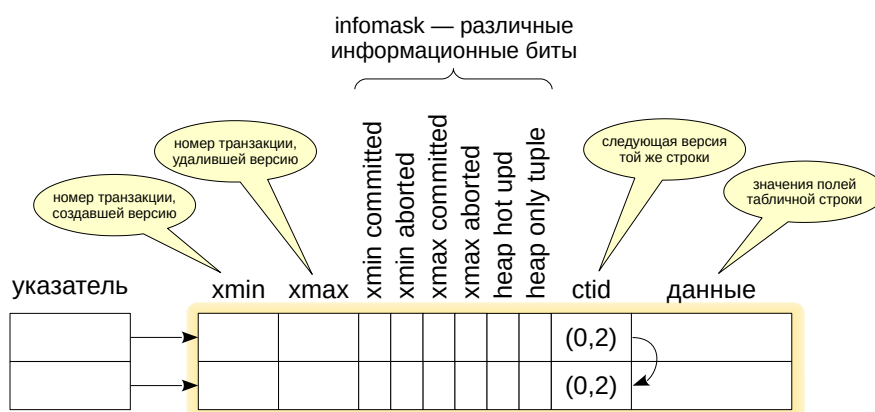 infomask — различные
информационные биты
номер транзакции,
удалившей версию
номер транзакции,
создавшей версию
xmin committed
xmin aborted
xmax committed
xmax aborted
heap hot upd
heap only tuple
следующая версия
той же строки
значения полей
табличной строки
указатель
xmin
xmax
ctid
данные
(0,2)
(0,2)